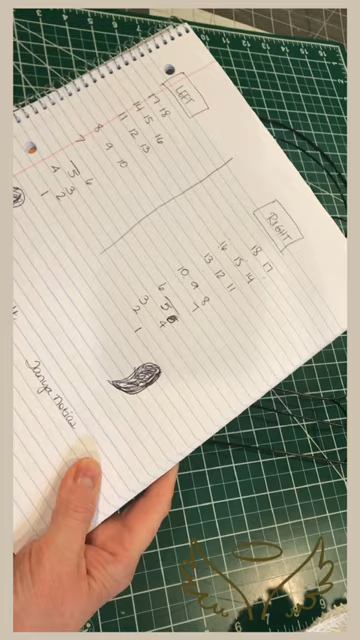 LEFT
17 18
14 15 16
11 12 13
7 8 9 10
4 5 6
1 2 3
RIGHT
18 17
16 15 14
13 12 11
10 9 8
6 5 7
3 4
2
1
Tanya Notias